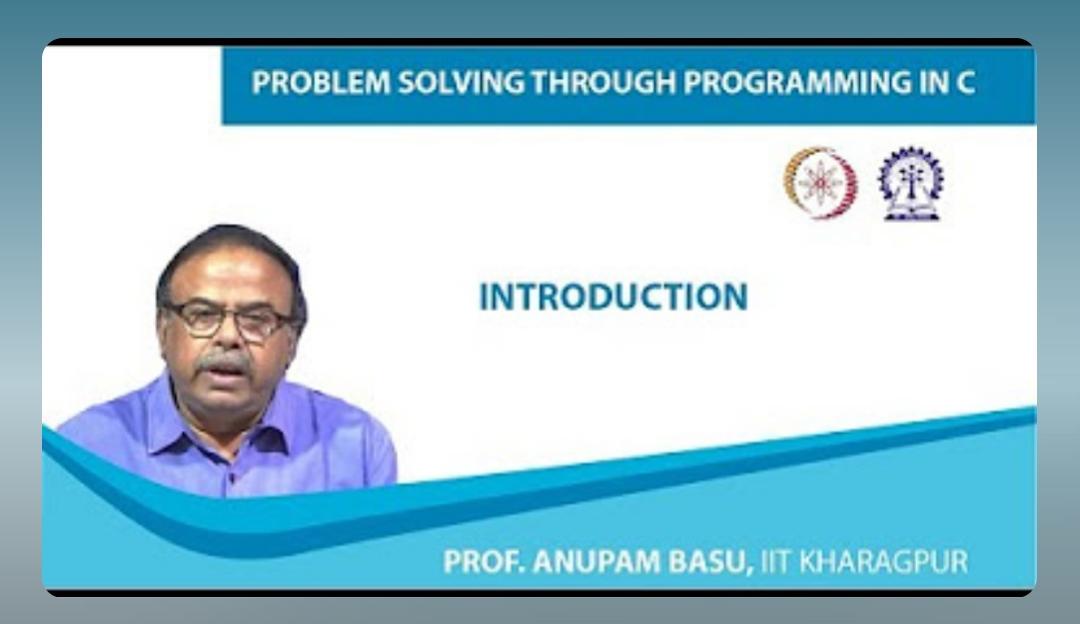 PROBLEM SOLVING THROUGH PROGRAMMING IN C
INTRODUCTION
PROF. ANUPAM BASU, IIT KHARAGPUR